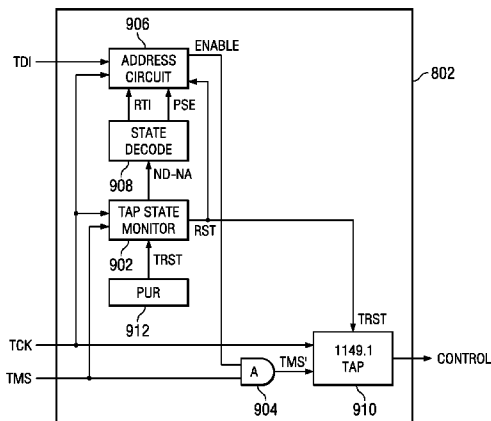 906
ENABLE
TDI
ADDRESS
CIRCUIT
802
RTI
PSE
STATE
DECODE
908
ND-NA
TAP STATE
MONITOR
RST
902
TRST
PUR
912
TRST
TCK
1149.1
TAP
CONTROL
TMS
A
TMS'
904
910